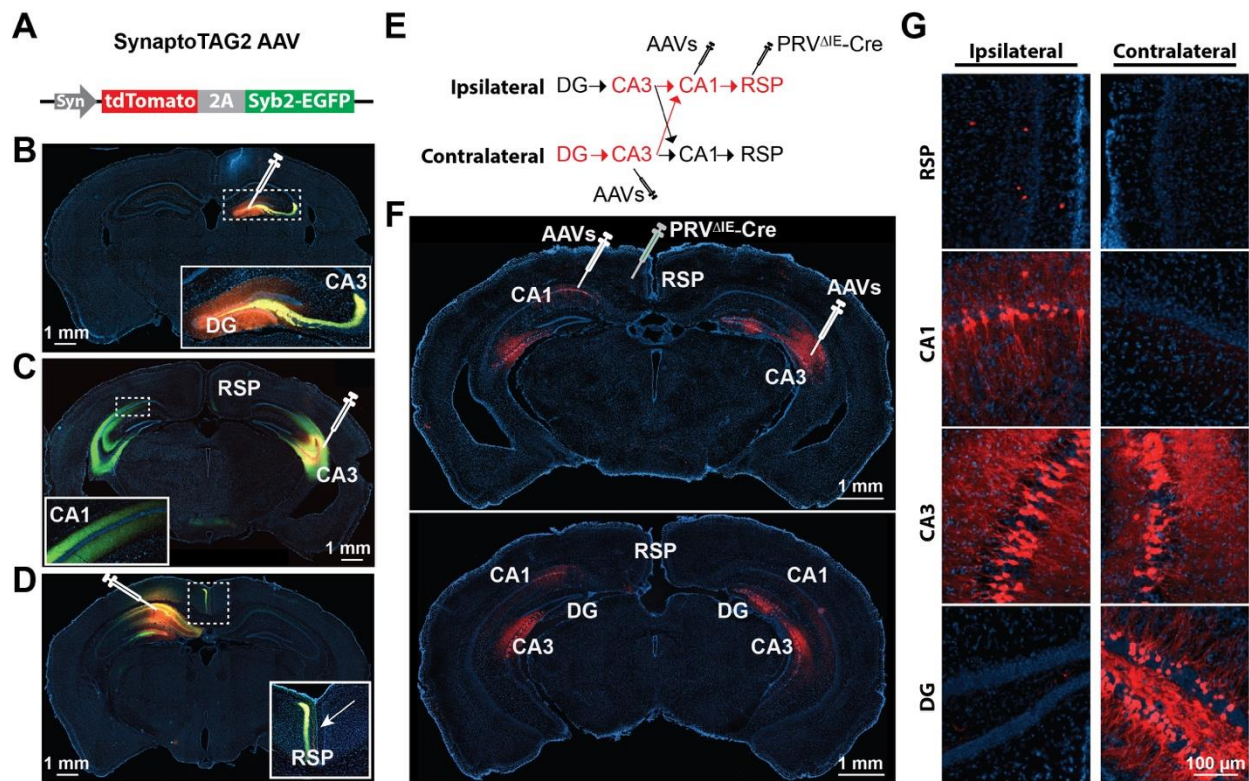 A
SynaptoTAG2 AAV
Syn tdTomato 2A Syb2-EGFP
B
CA3
DG
1 mm
C
RSP
CA3
CA1
1 mm
1 mm
D
RSP
1 mm
E
AAVs PRVΔIE-Cre
Ipsilateral DG CA3 CA1 RSP
Contralateral DG CA3 CA1 RSP
AAVs
F
AAVs PRVΔIE-Cre
CA1 RSP AAVs
CA3
1 mm
RSP
CA1 CA1
DG DG
CA3 CA3
1 mm
G
Ipsilateral Contralateral
RSP
CA1
CA3
DG
100 µm